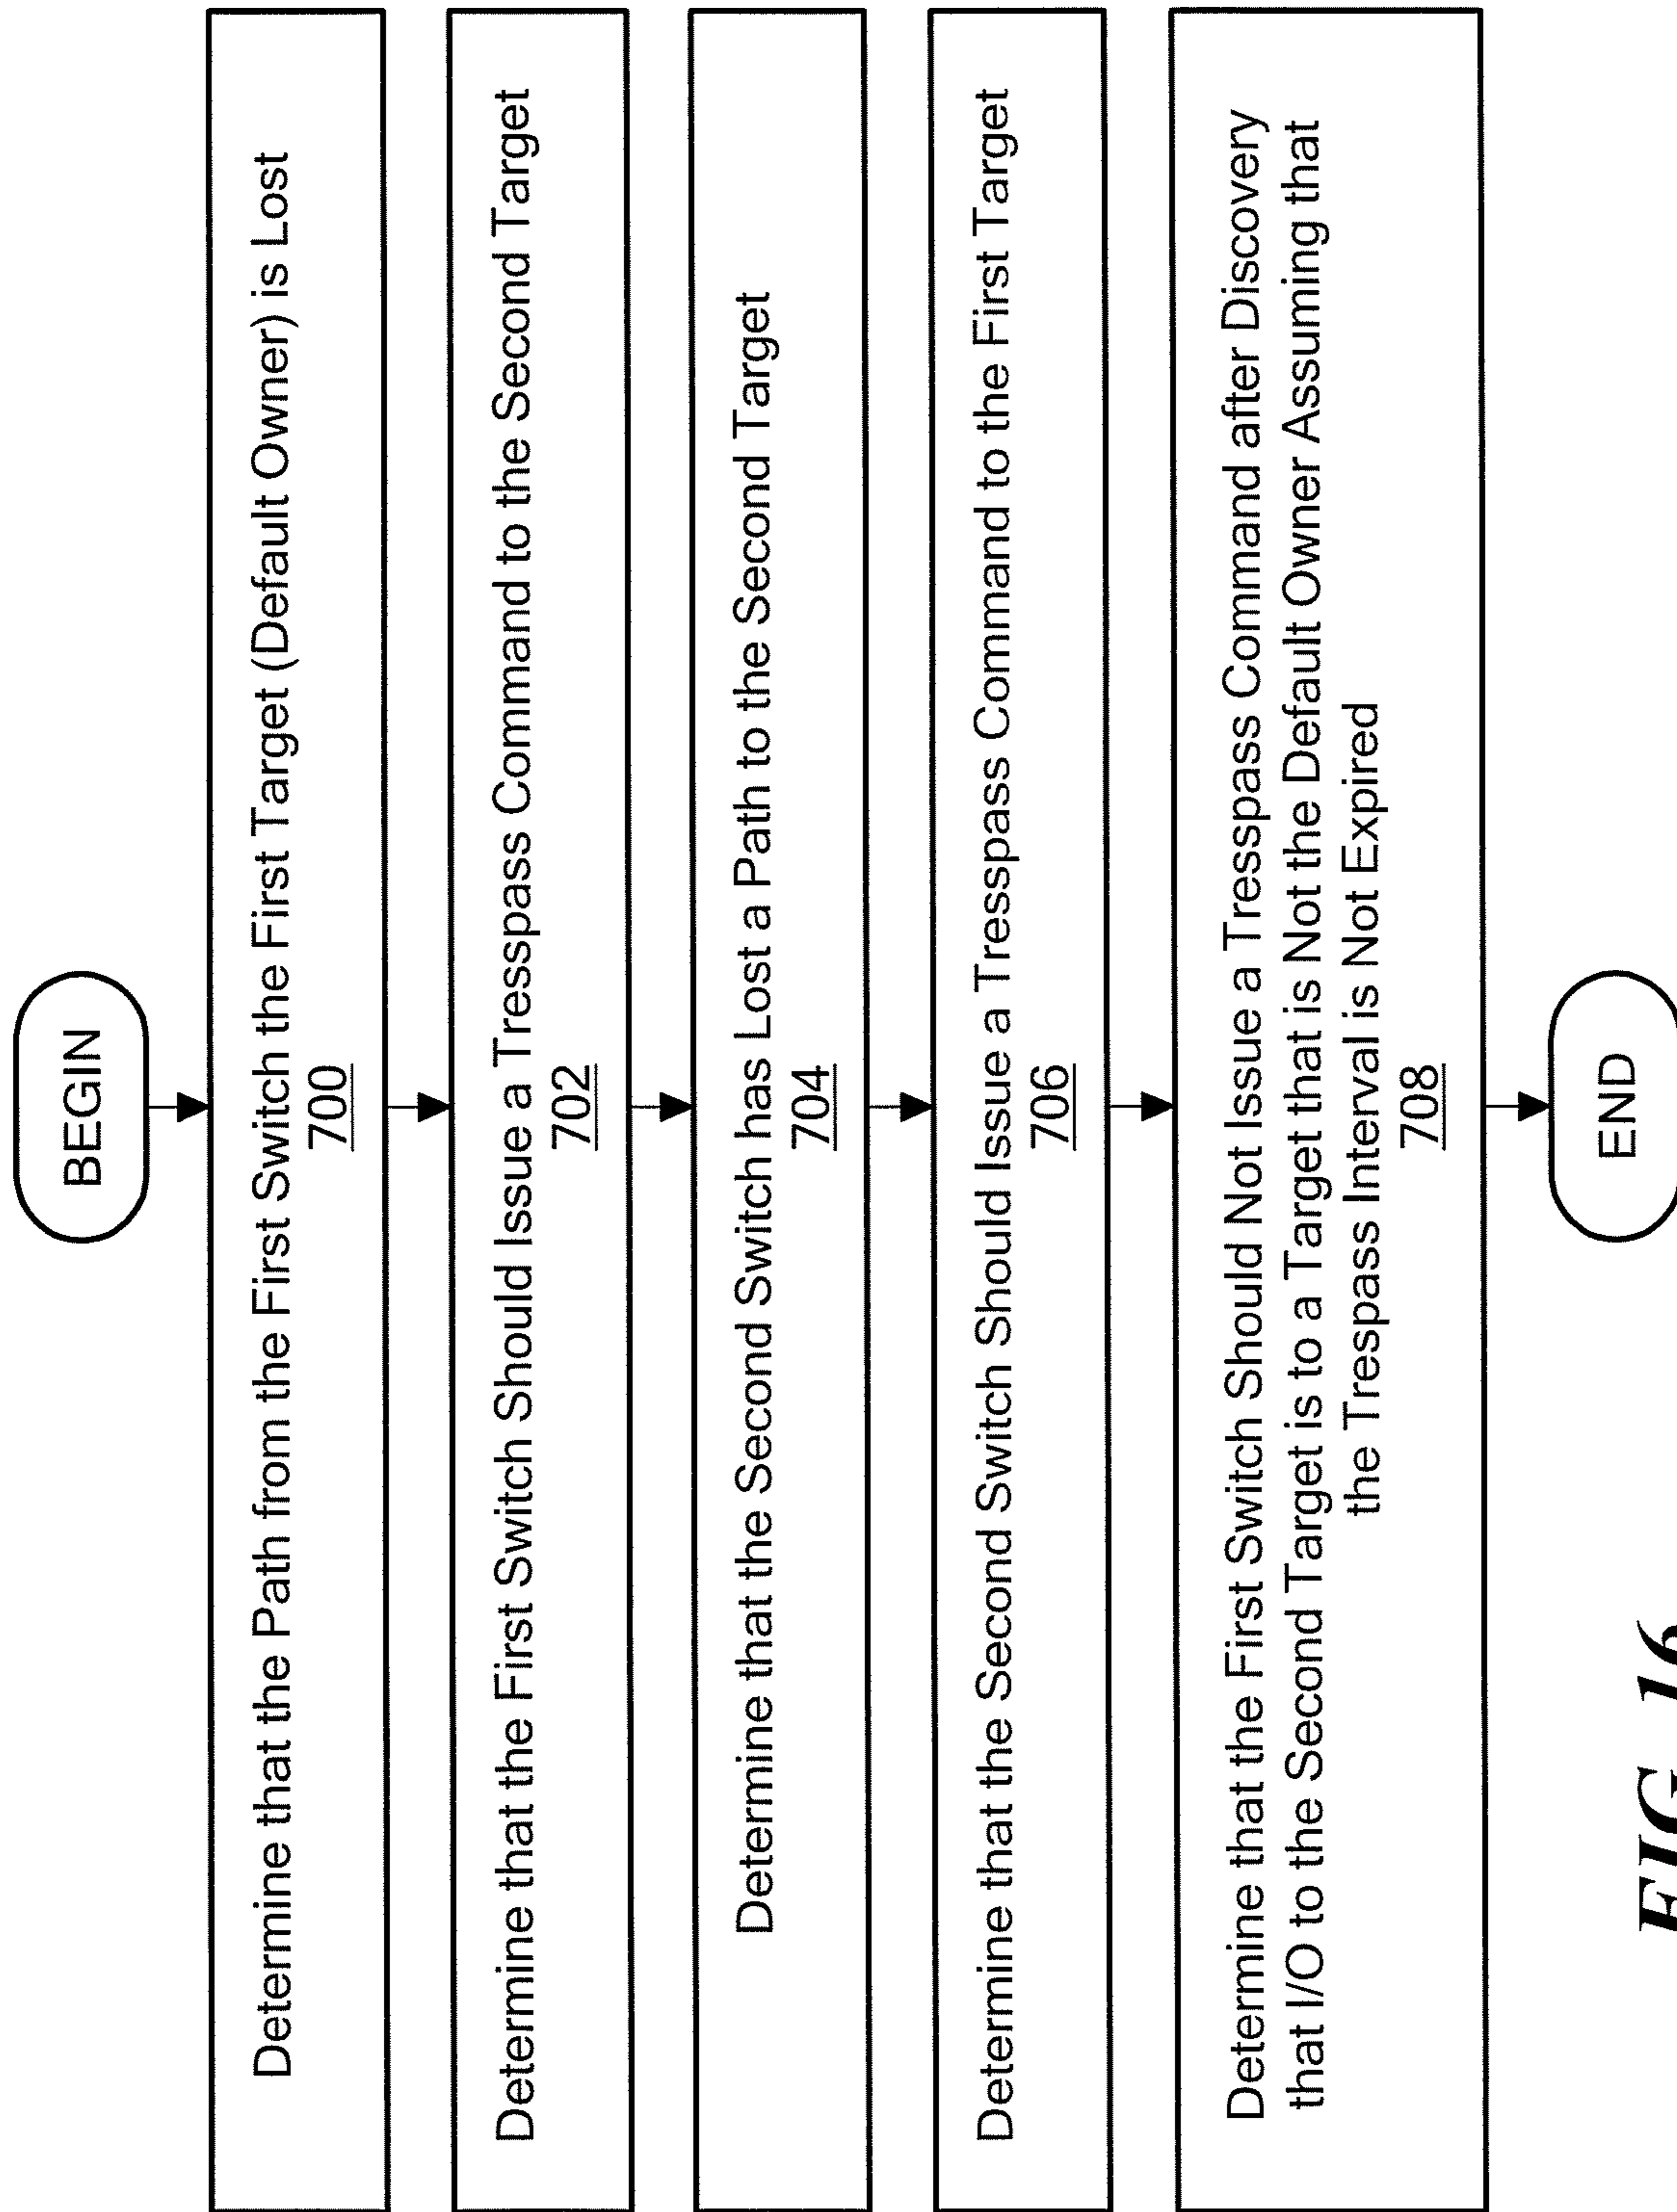 BEGIN
Determine that the Path from the First Switch the First Target (Default Owner) is Lost
700
Determine that the First Switch Should Issue a Tresspass Command to the Second Target
702
Determine that the Second Switch has Lost a Path to the Second Target
704
Determine that the Second Switch Should Issue a Tresspass Command to the First Target
706
Determine that the First Switch Should Not Issue a Tresspass Command after Discovery
that I/O to the Second Target is to a Target that is Not the Default Owner Assuming that
the Trespass Interval is Not Expired
708
END
FIG. 16